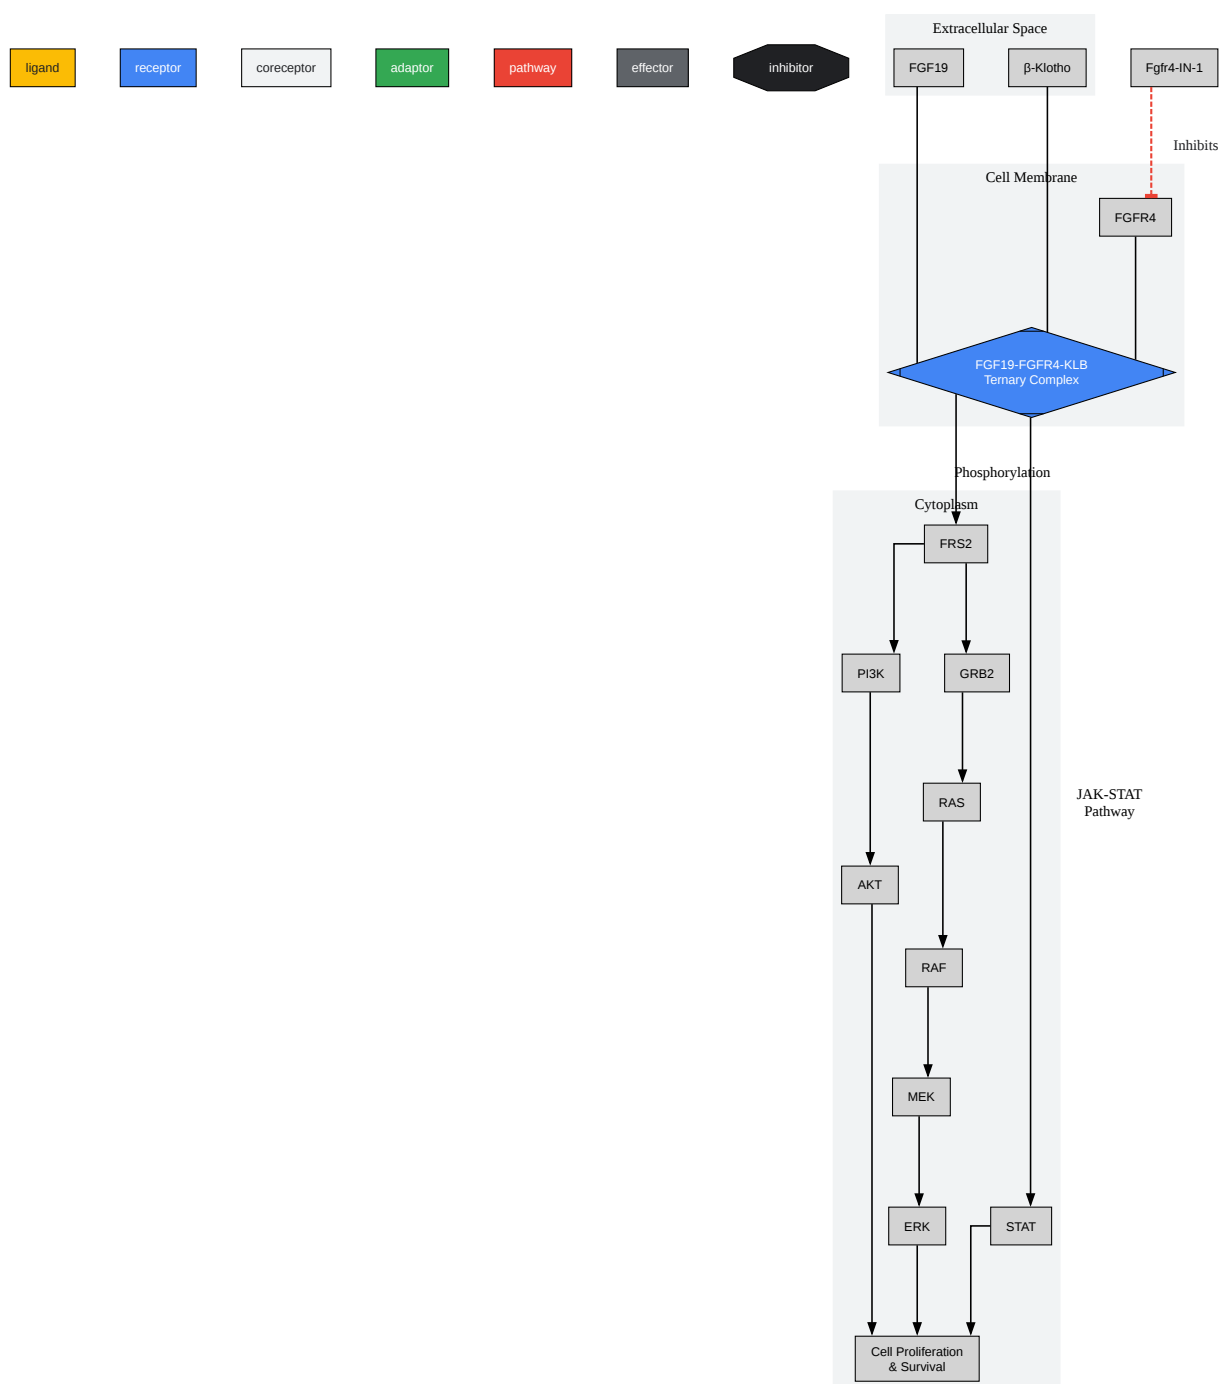 Extracellular Space
ligand
receptor
coreceptor
adaptor
pathway
effector
inhibitor
FGF19
β-Klotho
Fgfr4-IN-1
Inhibits
Cell Membrane
FGFR4
FGF19-FGFR4-KLB
Ternary Complex
Phosphorylation
Cytoplasm
FRS2
PI3K
GRB2
RAS
JAK-STAT
Pathway
AKT
RAF
MEK
ERK
STAT
Cell Proliferation
& Survival